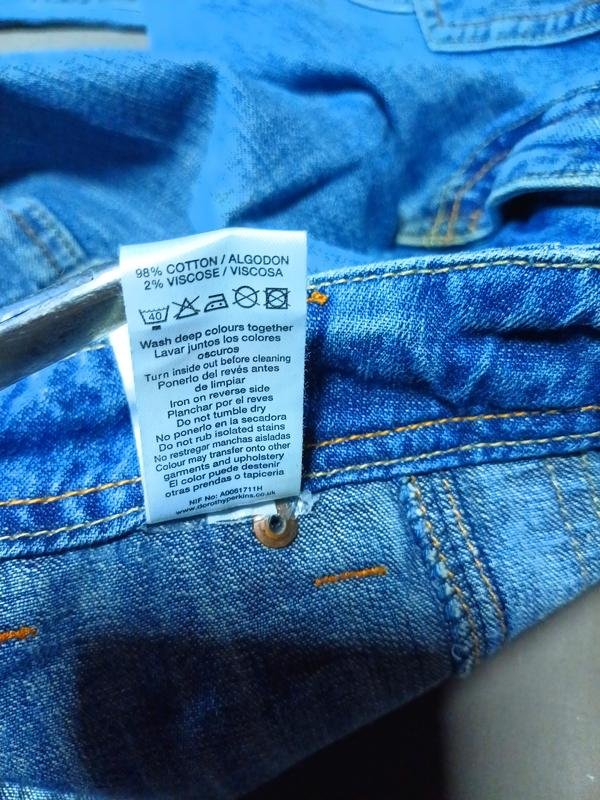 98% COTTON / ALGODON
2% VISCOSE / VISCOSA
40
Wash deep colours together
Lavar juntos los colores
oscuros
Turn inside out before cleaning
Ponerlo del revés antes
de limpiar
Iron on reverse side
Planchar por el reves
Do not tumble dry
No ponerlo en la secadora
Do not rub isolated stains
No restregar manchas aisladas
Colour may transfer onto other
garments and upholstery
El color puede destenir
otras prendas o tapiceria
NIF No: A0061711H
www.dorothyperkins.co.uk